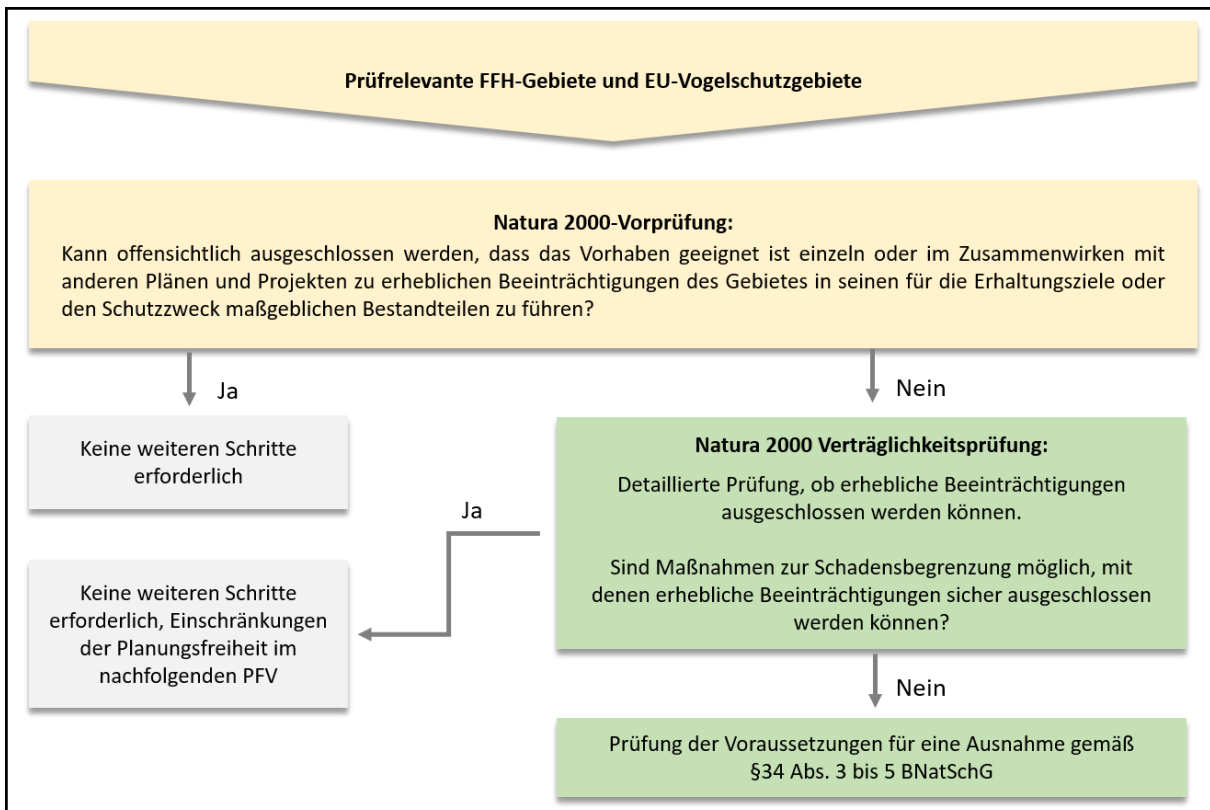 Prüfrelevante FFH-Gebiete und EU-Vogelschutzgebiete
Natura 2000-Vorprüfung:
Kann offensichtlich ausgeschlossen werden, dass das Vorhaben geeignet ist einzeln oder im Zusammenwirken mit
anderen Plänen und Projekten zu erheblichen Beeinträchtigungen des Gebietes in seinen für die Erhaltungsziele oder
den Schutzzweck maßgeblichen Bestandteilen zu führen?
Ja
Nein
Keine weiteren Schritte
erforderlich
Natura 2000 Verträglichkeitsprüfung:
Detaillierte Prüfung, ob erhebliche Beeinträchtigungen
ausgeschlossen werden können.
Sind Maßnahmen zur Schadensbegrenzung möglich, mit
denen erhebliche Beeinträchtigungen sicher ausgeschlossen
werden können?
Ja
Keine weiteren Schritte
erforderlich, Einschränkungen
der Planungsfreiheit im
nachfolgenden PFV
Nein
Prüfung der Voraussetzungen für eine Ausnahme gemäß
§34 Abs. 3 bis 5 BNatSchG